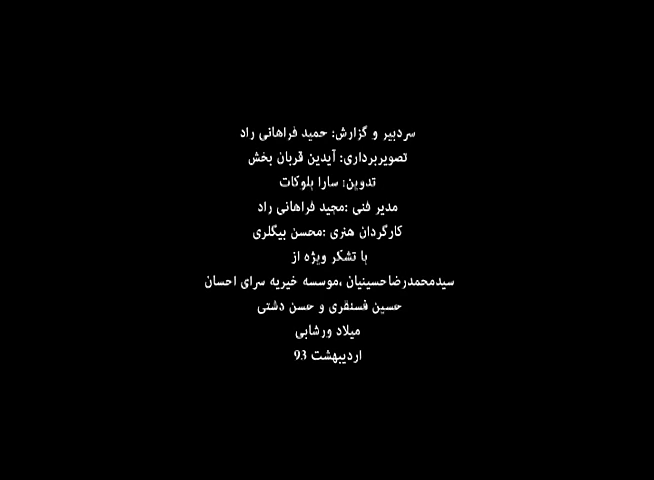 سردبیر و گزارش: حمید فراهانی راد
تصویربرداری: آیدین قربان بخش
تدوین: سارا بلوکات
مدیر فنی :مجید فراهانی راد
کارگردان هنری :محسن بیگلری
با تشکر ویژه از
سیدمحمدرضاحسینیان ،موسسه خیریه سرای احسان
حسین فسنقری و حسن دشتی
میلاد ورشابی
اردیبهشت 93